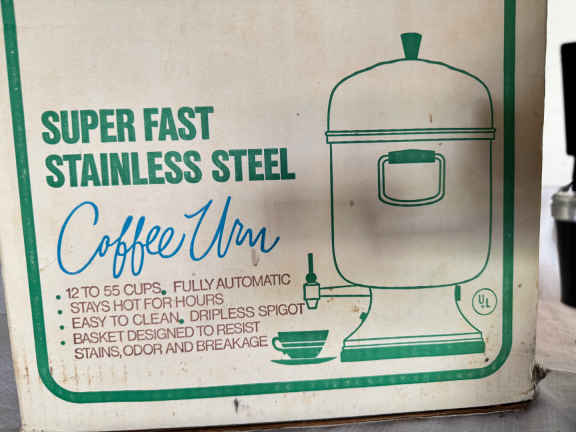 SUPER FAST
STAINLESS STEEL
Coffee Urn
• 12 TO 55 CUPS • FULLY AUTOMATIC
• STAYS HOT FOR HOURS
• EASY TO CLEAN • DRIPLESS SPIGOT
• BASKET DESIGNED TO RESIST
STAINS, ODOR AND BREAKAGE
UL